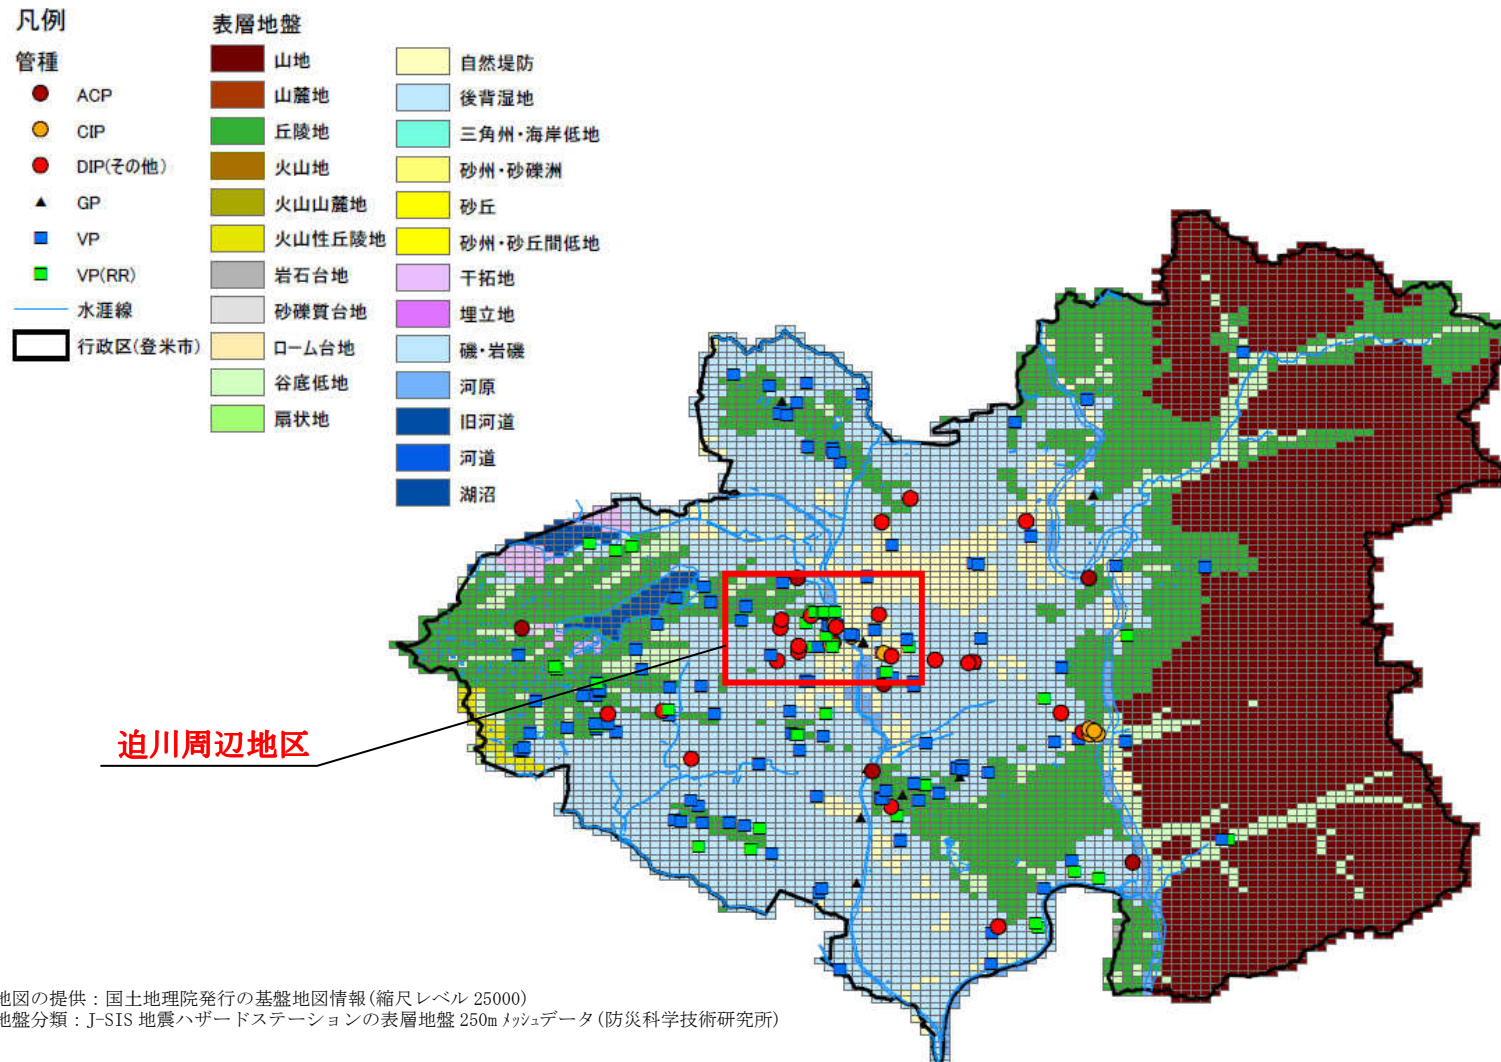 凡例
管種
ACP
CIP
DIP(その他)
GP
VP
VP(RR)
水涯線
行政区(登米市)
表層地盤
山地
山麓地
丘陵地
火山地
火山山麓地
火山性丘陵地
岩石台地
砂礫質台地
ローム台地
谷底低地
扇状地
自然堤防
後背湿地
三角州・海岸低地
砂州・砂礫洲
砂丘
砂州・砂丘間低地
干拓地
埋立地
磯・岩礁
河原
旧河道
河道
湖沼
迫川周辺地区
地図の提供：国土地理院発行の基盤地図情報(縮尺レベル 25000)
地盤分類：J-SIS 地震ハザードステーションの表層地盤 250m メッシュデータ(防災科学技術研究所)